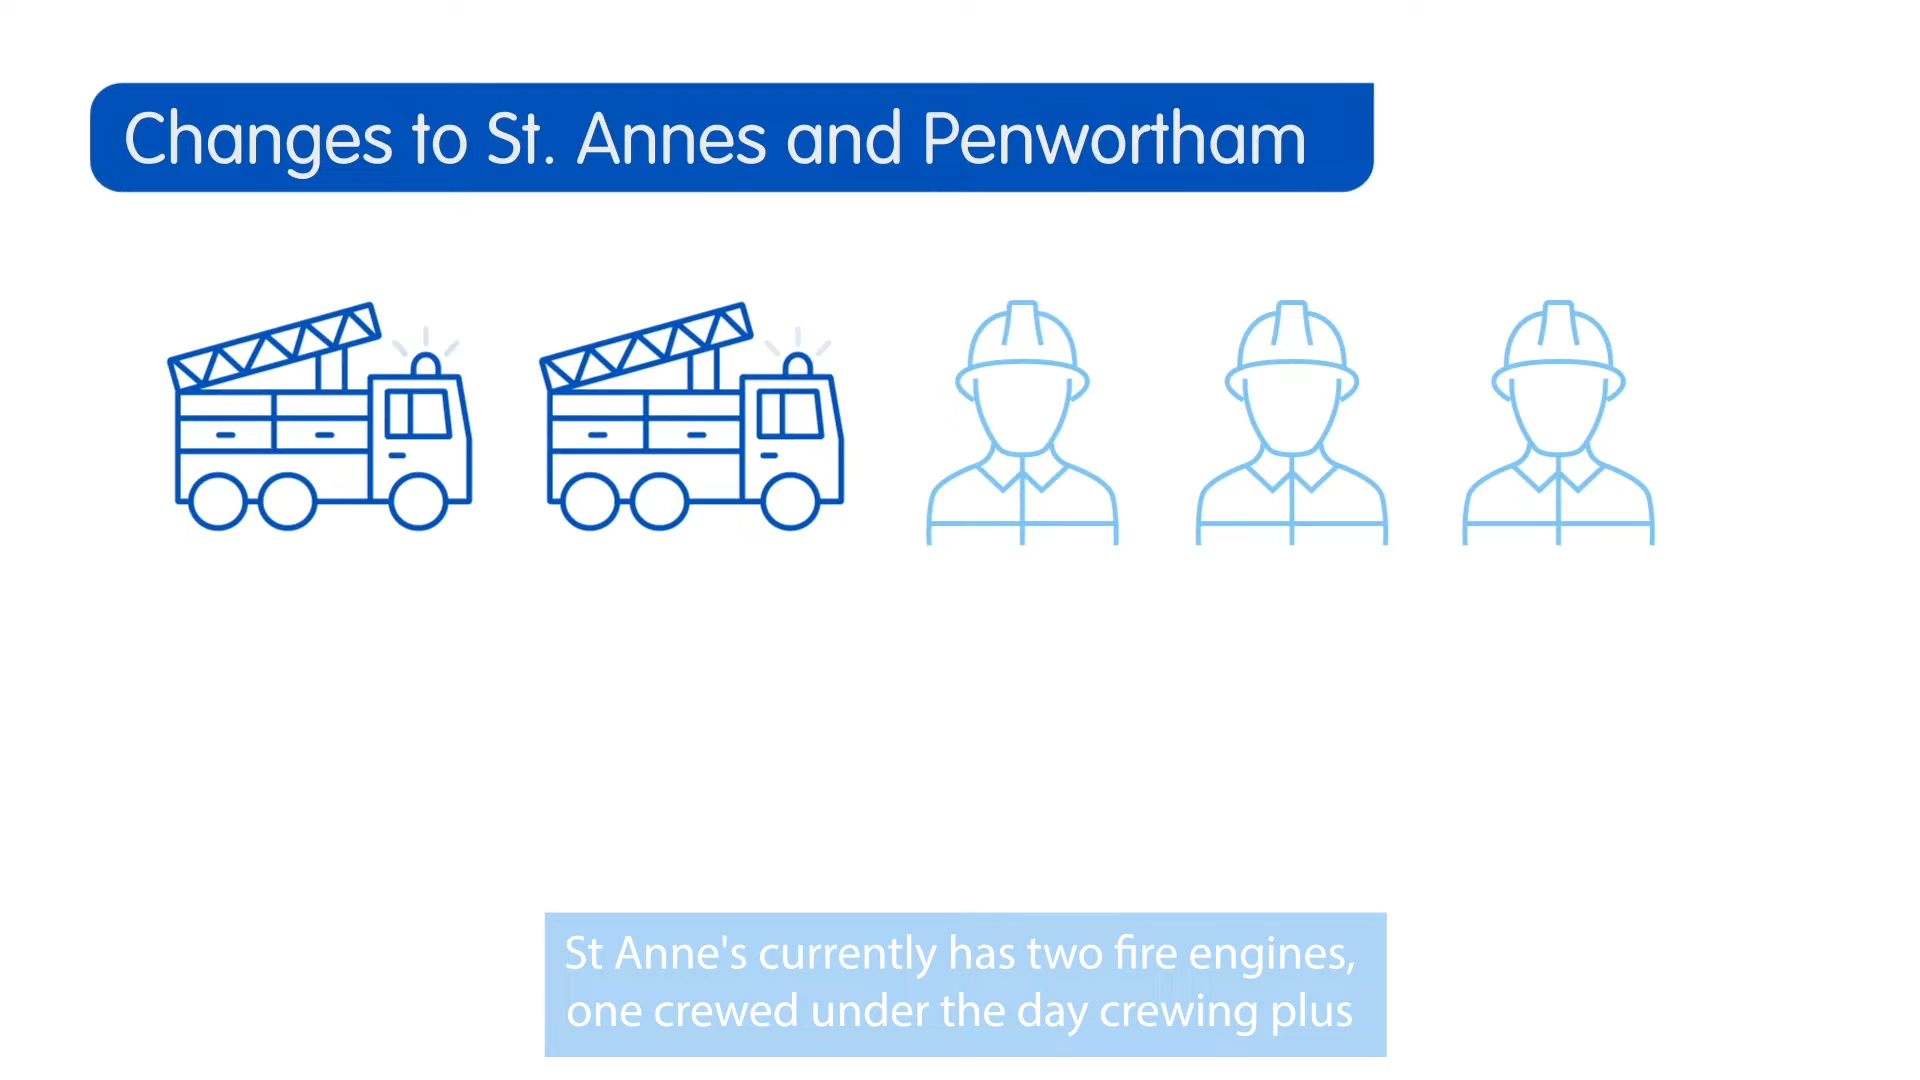 Changes to St. Annes and Penwortham
St Anne's currently has two fire engines,
one crewed under the day crewing plus